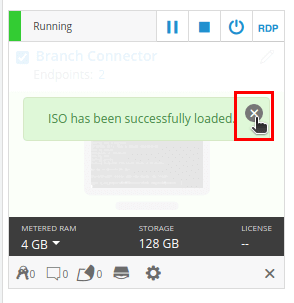 Running
RDP
Branch Connector
Endpoints: 2
ISO has been successfully loaded.
METERED RAM STORAGE LICENSE
4 GB 128 GB --
0 0 0